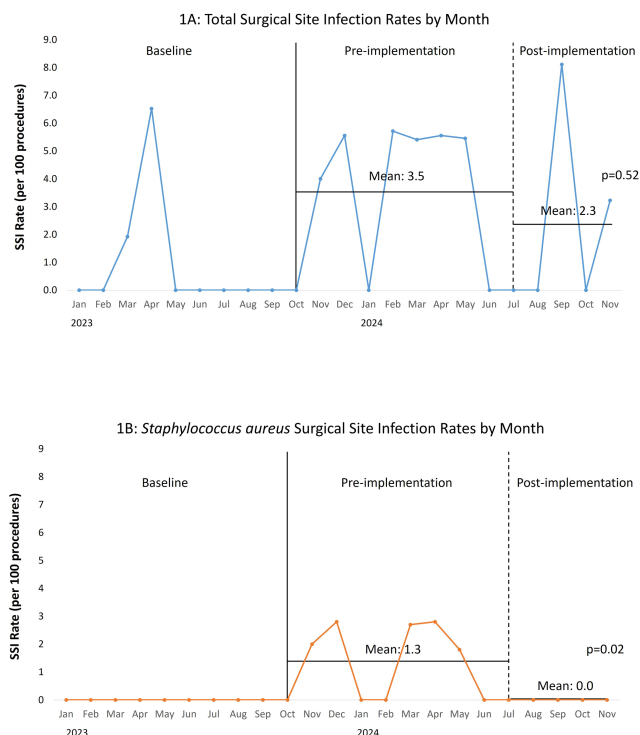 1A: Total Surgical Site Infection Rates by Month
9.0
8.0
7.0
6.0
5.0
4.0
3.0
2.0
1.0
0.0
SSI Rate (per 100 procedures)
Baseline
Pre-implementation
Post-implementation
Mean: 3.5
p=0.52
Mean: 2.3
Jan Feb Mar Apr May Jun Jul Aug Sep Oct Nov Dec Jan Feb Mar Apr May Jun Jul Aug Sep Oct Nov
2023 2024
1B: Staphylococcus aureus Surgical Site Infection Rates by Month
9
8
7
6
5
4
3
2
1
0
SSI Rate (per 100 procedures)
Baseline
Pre-implementation
Post-implementation
Mean: 1.3
p=0.02
Mean: 0.0
Jan Feb Mar Apr May Jun Jul Aug Sep Oct Nov Dec Jan Feb Mar Apr May Jun Jul Aug Sep Oct Nov
2023 2024